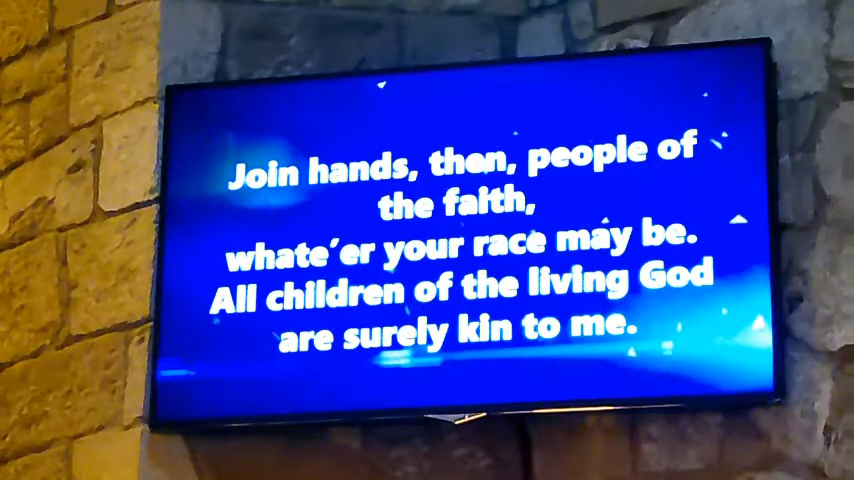 Join hands, then, people of
the faith,
whate'er your race may be.
All children of the living God
are surely kin to me.